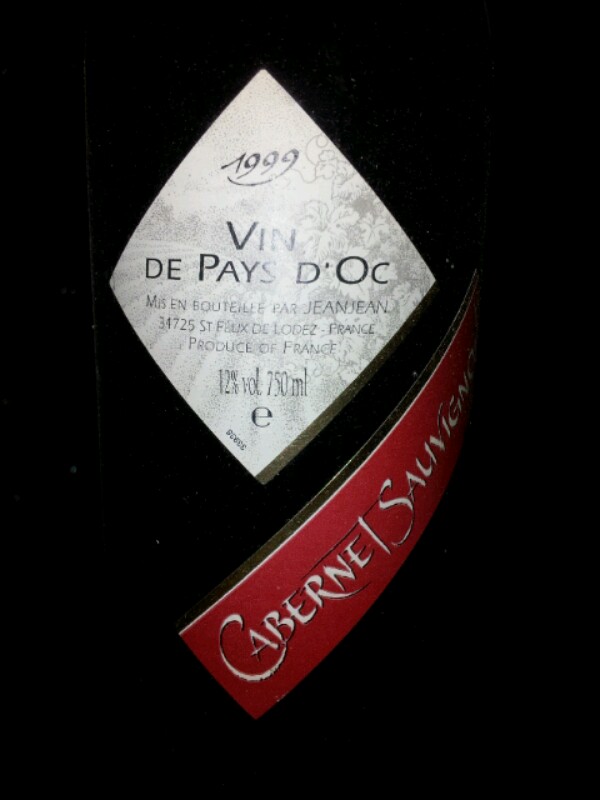 1999
VIN
DE PAYS D'OC
MIS EN BOUTEILLE PAR JEANJEAN
34725 ST FELIX DE LODEZ - FRANCE
PRODUCE OF FRANCE
12% vol. 750 ml
e
CABERNET SAUVIGNO